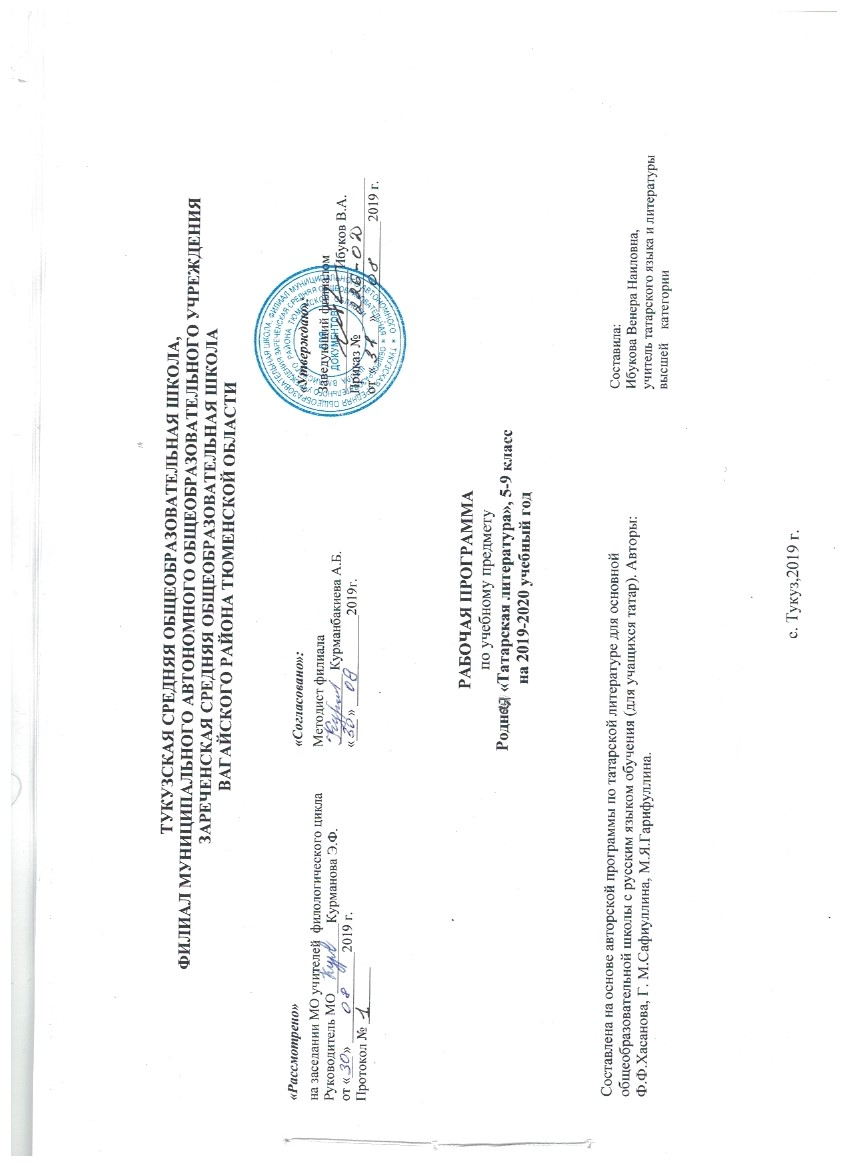 ТУКУЗСКАЯ СРЕДНЯЯ ОБЩЕОБРАЗОВАТЕЛЬНАЯ ШКОЛА,
ФИЛИАЛ МУНИЦИПАЛЬНОГО АВТОНОМНОГО ОБЩЕОБРАЗОВАТЕЛЬНОГО УЧРЕЖДЕНИЯ
ЗАРЕЧЕНСКАЯ СРЕДНЯЯ ОБЩЕОБРАЗОВАТЕЛЬНАЯ ШКОЛА
ВАГАЙСКОГО РАЙОНА ТЮМЕНСКОЙ ОБЛАСТИ
«Рассмотрено»
на заседании МО учителей филологического цикла
Руководитель МО Курманова Э.Ф.
от «30» 08 2019 г.
Протокол № 1
«Согласовано»:
Методист филиала
Курманбакиева А.Б.
«30» 08 2019г.
«Утверждаю»:
Заведующий филиалом
Ибуков В.А.
Приказ №
от «31» 08 2019 г.
РАБОЧАЯ ПРОГРАММА
по учебному предмету
«Татарская литература», 5-9 класс
на 2019-2020 учебный год
Составлена на основе авторской программы по татарской литературе для основной
общеобразовательной школы с русским языком обучения (для учащихся татар). Авторы:
Ф.Ф.Хасанова, Г. М.Сафиуллина, М.Я.Гарифуллина.
Составила:
Ибукова Венера Наиловна,
учитель татарского языка и литературы
высшей категории
с. Тукуз,2019 г.